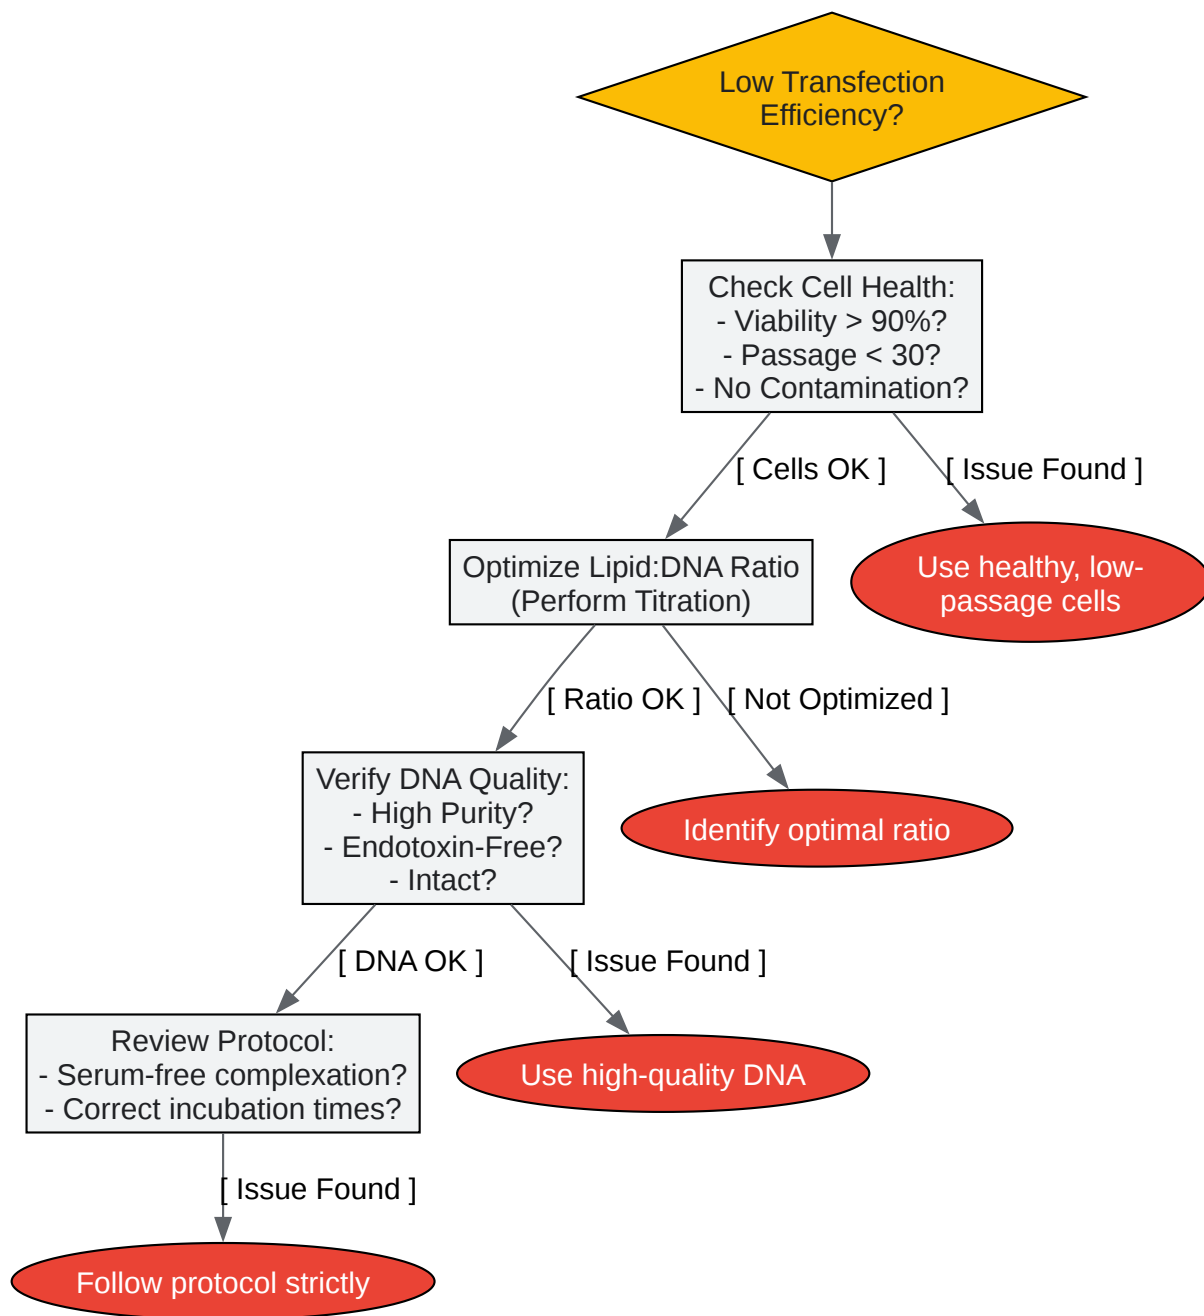 Low Transfection
Efficiency?
Check Cell Health:
- Viability > 90%?
- Passage < 30?
- No Contamination?
[ Cells OK ]
[ Issue Found ]
Optimize Lipid:DNA Ratio
(Perform Titration)
Use healthy, low-
passage cells
[ Ratio OK ]
[ Not Optimized ]
Verify DNA Quality:
- High Purity?
- Endotoxin-Free?
- Intact?
Identify optimal ratio
[ DNA OK ]
[ Issue Found ]
Review Protocol:
- Serum-free complexation?
- Correct incubation times?
Use high-quality DNA
[ Issue Found ]
Follow protocol strictly